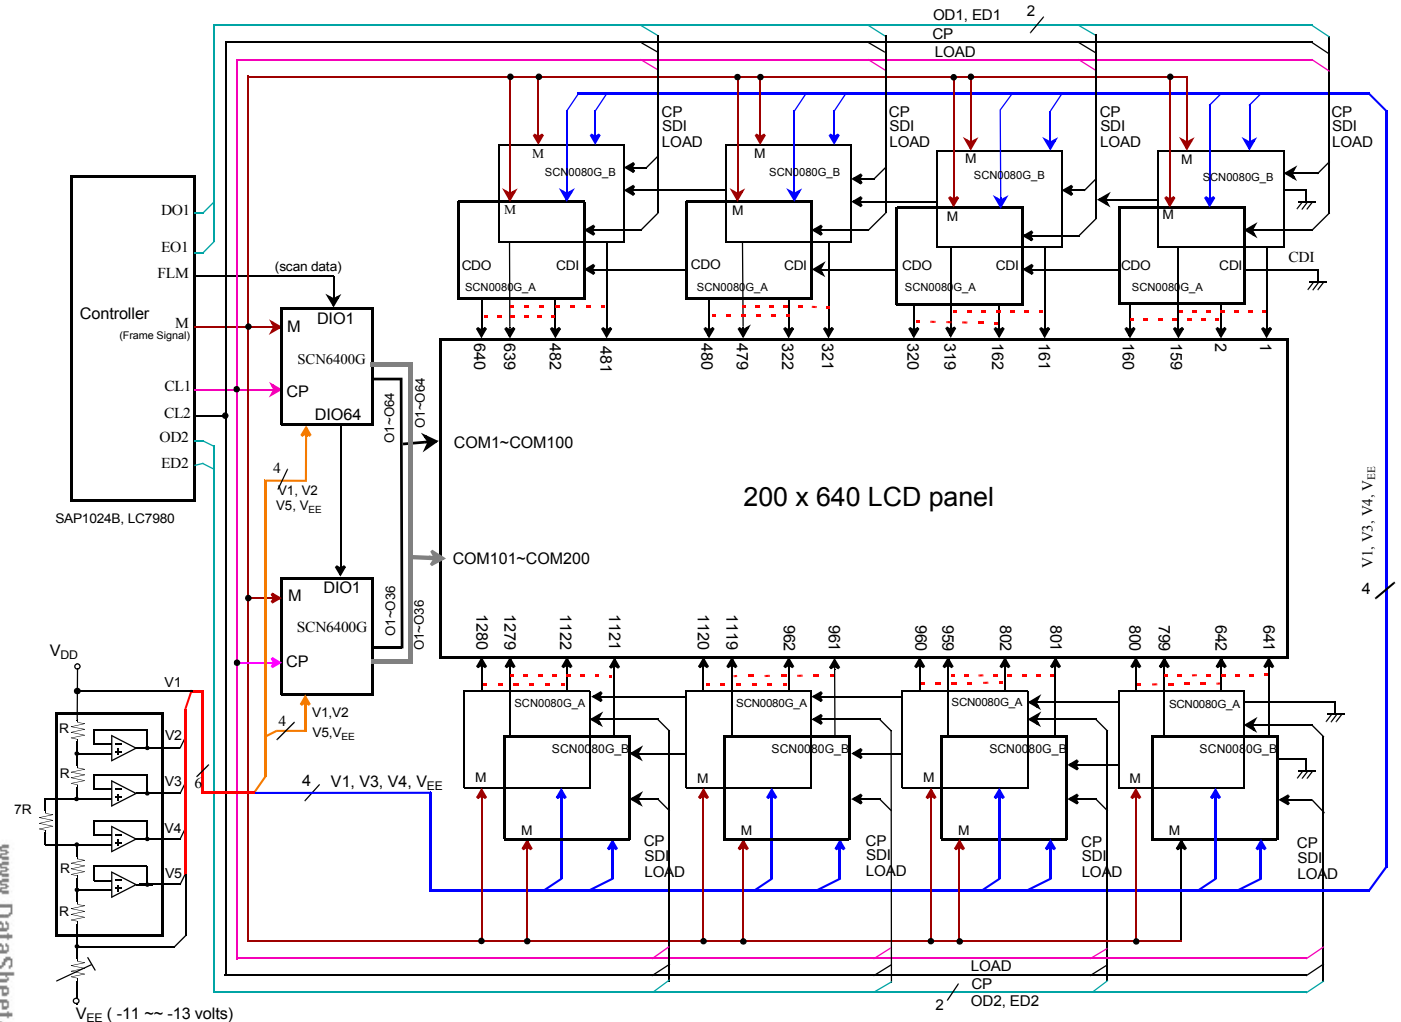 OD1, ED1
2
CP
LOAD
CP
SDI
LOAD
CP
SDI
LOAD
CP
SDI
LOAD
CP
SDI
LOAD
M
SCN0080G_B
M
SCN0080G_B
M
SCN0080G_B
M
SCN0080G_B
M
M
M
M
CDO
CDI
SCN0080G_A
CDO
CDI
SCN0080G_A
CDO
CDI
SCN0080G_A
CDO
CDI
SCN0080G_A
CDI
DO1
EO1
FLM
(scan data)
Controller
M
(Frame Signal)
CL1
CL2
OD2
ED2
SAP1024B, LC7980
DIO1
M
SCN6400G
CP
DIO64
O1~O64
O1~O64
4
V1, V2
V5, VEE
DIO1
M
SCN6400G
CP
O1~O36
O1~O36
4
V1,V2
V5,VEE
640
639
482
481
480
479
322
321
320
319
162
161
160
159
2
1
COM1~COM100
200 x 640 LCD panel
COM101~COM200
V1, V3, V4, VEE
4
1280
1279
1122
1121
1120
1119
962
961
960
959
802
801
800
799
642
641
SCN0080G_A
SCN0080G_A
SCN0080G_A
SCN0080G_A
SCN0080G_B
SCN0080G_B
SCN0080G_B
SCN0080G_B
M
M
M
M
M
M
M
M
CP
SDI
LOAD
CP
SDI
LOAD
CP
SDI
LOAD
CP
SDI
LOAD
VDD
V1
R
V2
R
V3
7R
V4
R
V5
R
6
4
V1, V3, V4, VEE
VEE ( -11 ~~ -13 volts)
LOAD
CP
2
OD2, ED2
www.DataSheet